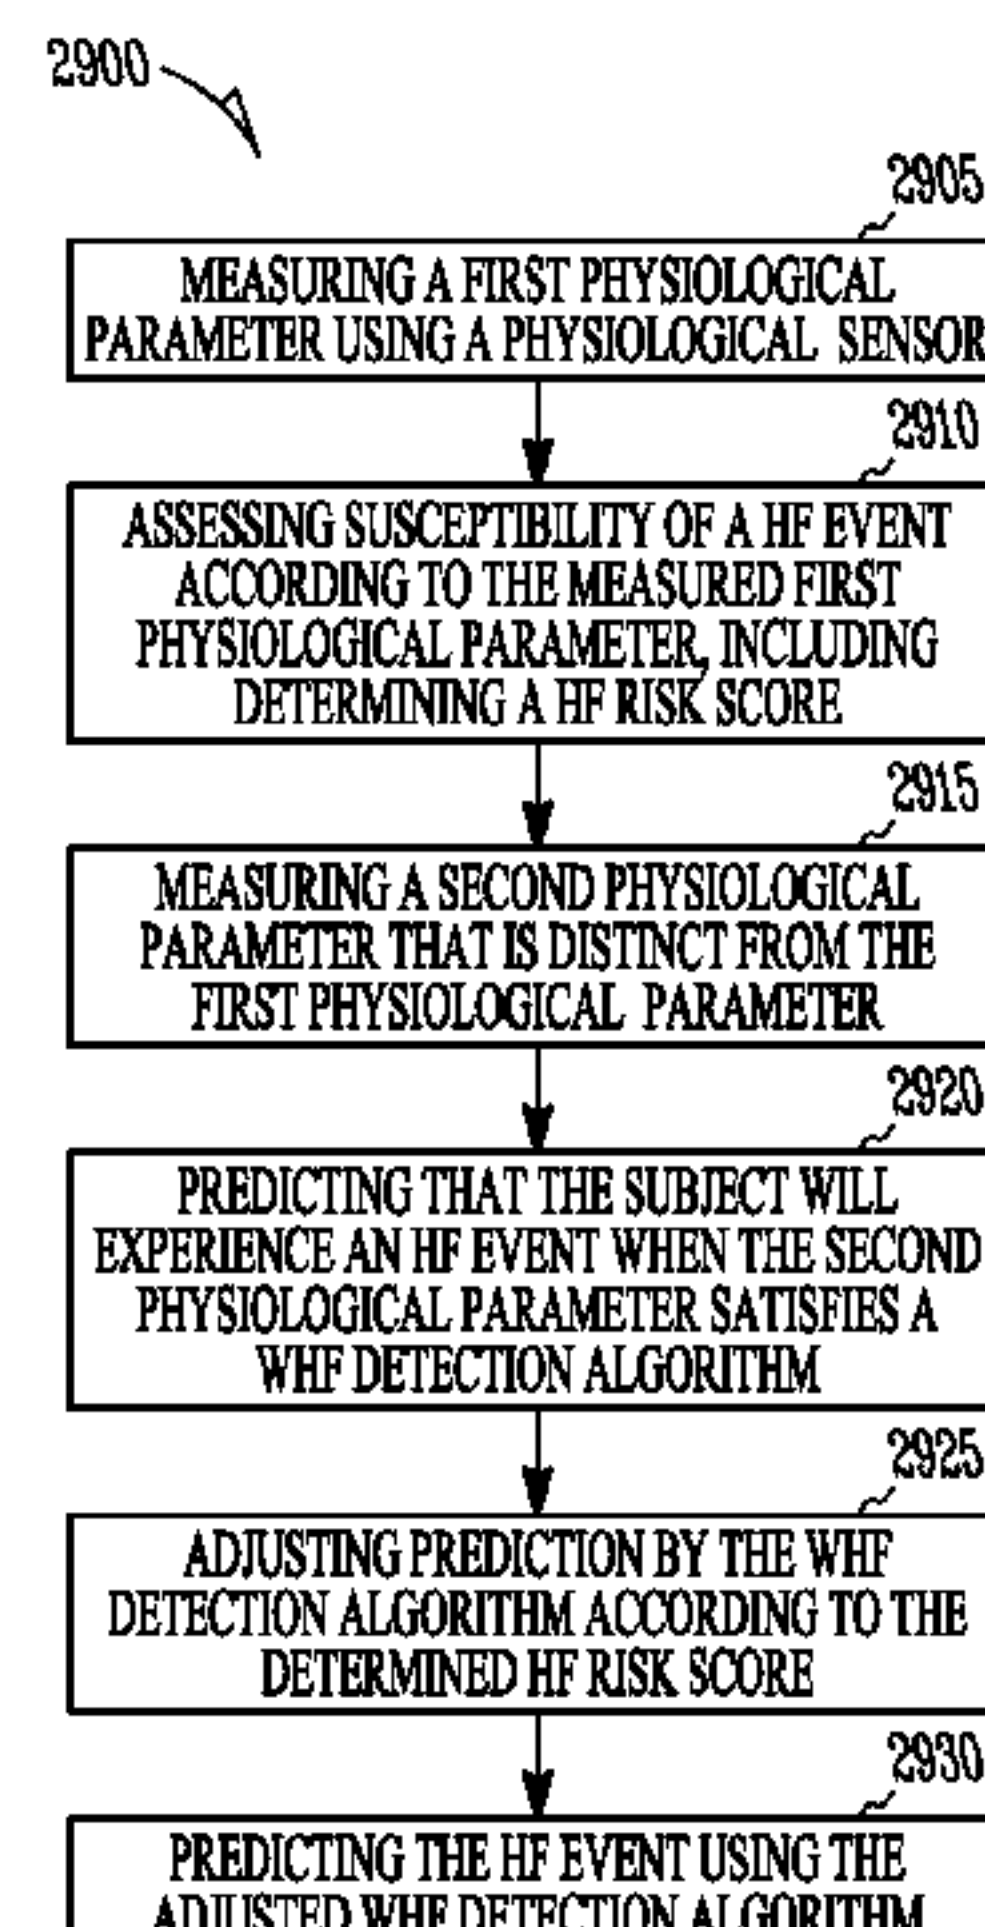 2900
2905
MEASURING A FIRST PHYSIOLOGICAL
PARAMETER USING A PHYSIOLOGICAL SENSOR
2910
ASSESSING SUSCEPTIBILITY OF A HF EVENT
ACCORDING TO THE MEASURED FIRST
PHYSIOLOGICAL PARAMETER, INCLUDING
DETERMINING A HF RISK SCORE
2915
MEASURING A SECOND PHYSIOLOGICAL
PARAMETER THAT IS DISTINCT FROM THE
FIRST PHYSIOLOGICAL PARAMETER
2920
PREDICTING THAT THE SUBJECT WILL
EXPERIENCE AN HF EVENT WHEN THE SECOND
PHYSIOLOGICAL PARAMETER SATISFIES A
WHF DETECTION ALGORITHM
2925
ADJUSTING PREDICTION BY THE WHF
DETECTION ALGORITHM ACCORDING TO THE
DETERMINED HF RISK SCORE
2930
PREDICTING THE HF EVENT USING THE
ADJUSTED WHF DETECTION ALGORITHM